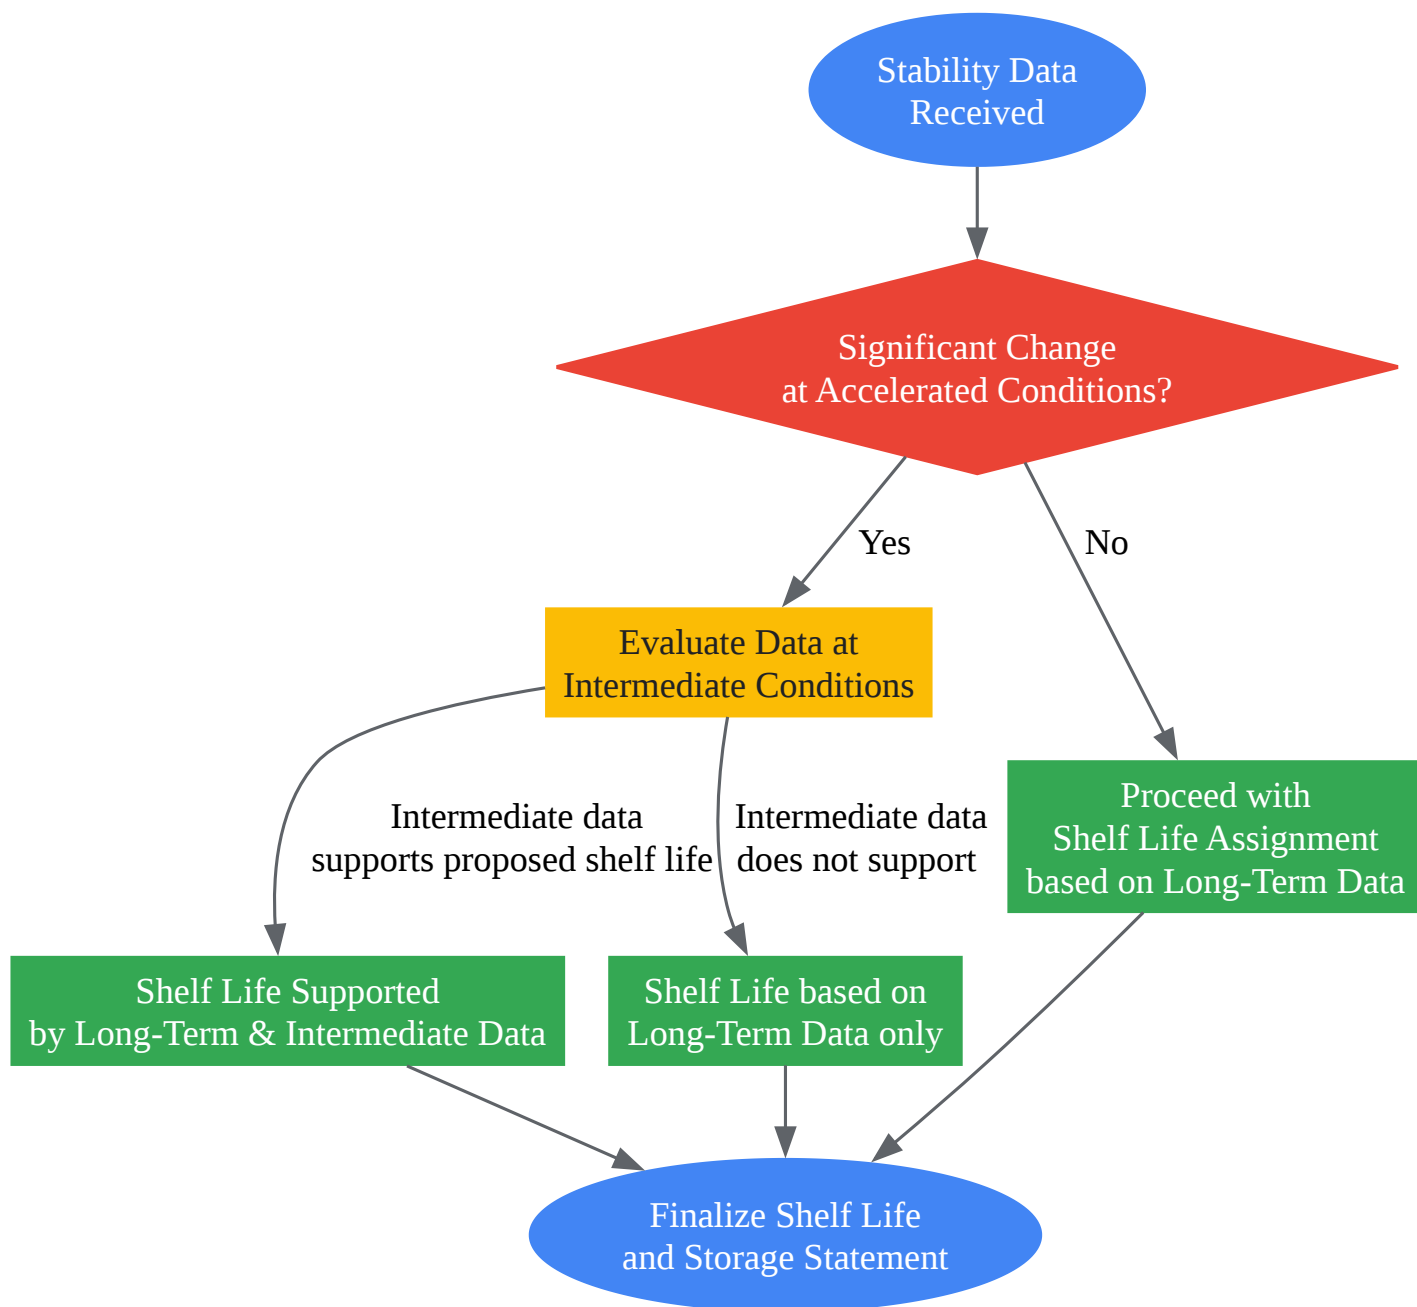 Stability Data
Received
Significant Change
at Accelerated Conditions?
Yes
No
Evaluate Data at
Intermediate Conditions
Intermediate data
supports proposed shelf life
Intermediate data
does not support
Proceed with
Shelf Life Assignment
based on Long-Term Data
Shelf Life Supported
by Long-Term & Intermediate Data
Shelf Life based on
Long-Term Data only
Finalize Shelf Life
and Storage Statement